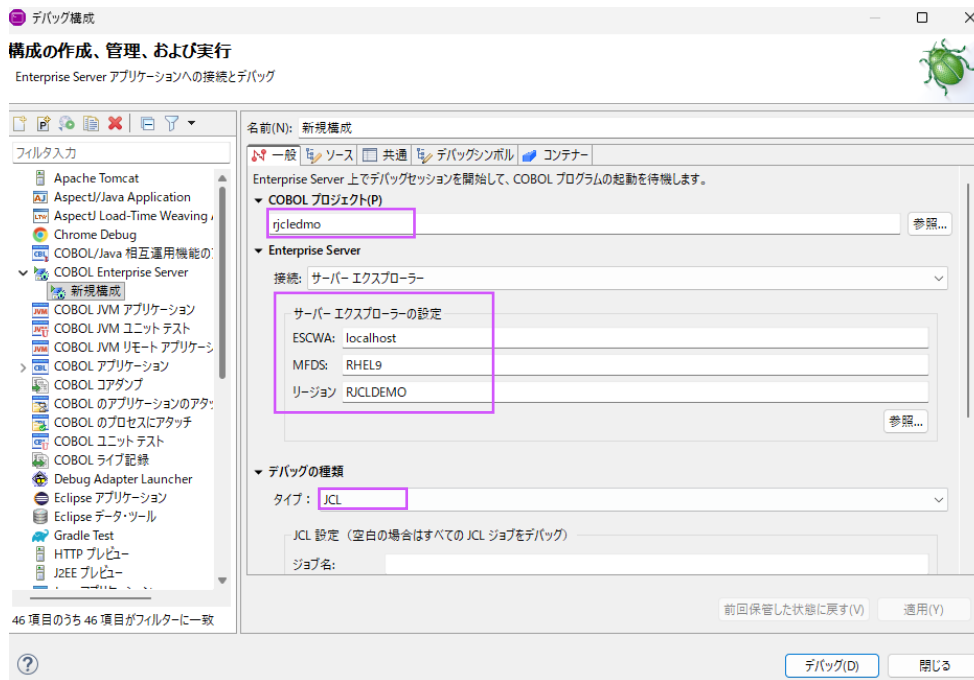 デバッグ構成
構成の作成、管理、および実行
Enterprise Server アプリケーションへの接続とデバッグ
フィルタ入力
Apache Tomcat
AspectJ/Java Application
AspectJ Load-Time Weaving
Chrome Debug
COBOL/Java 相互運用機能の
COBOL Enterprise Server
新規構成
COBOL JVM アプリケーション
COBOL JVM ユニット テスト
COBOL JVM リモート アプリケーシ
COBOL アプリケーション
COBOL コアダンプ
COBOL のアプリケーションのアタッ
COBOL のプロセスにアタッチ
COBOL ユニット テスト
COBOL ライブ記録
Debug Adapter Launcher
Eclipse アプリケーション
Eclipse データ・ツール
Gradle Test
HTTP プレビュー
J2EE プレビュー
46 項目のうち 46 項目がフィルターに一致
名前(N): 新規構成
一般 ソース 共通 デバッグシンボル コンテナー
Enterprise Server 上でデバッグセッションを開始して、COBOL プログラムの起動を待機します。
COBOL プロジェクト(P)
rjcledmo 参照...
Enterprise Server
接続: サーバー エクスプローラー
サーバー エクスプローラーの設定
ESCWA: localhost
MFDS: RHEL9
リージョン RJCLDEMO
参照...
デバッグの種類
タイプ： JCL
JCL 設定（空白の場合はすべての JCL ジョブをデバッグ）
ジョブ名:
前回保管した状態に戻す(V) 適用(Y)
デバッグ(D) 閉じる